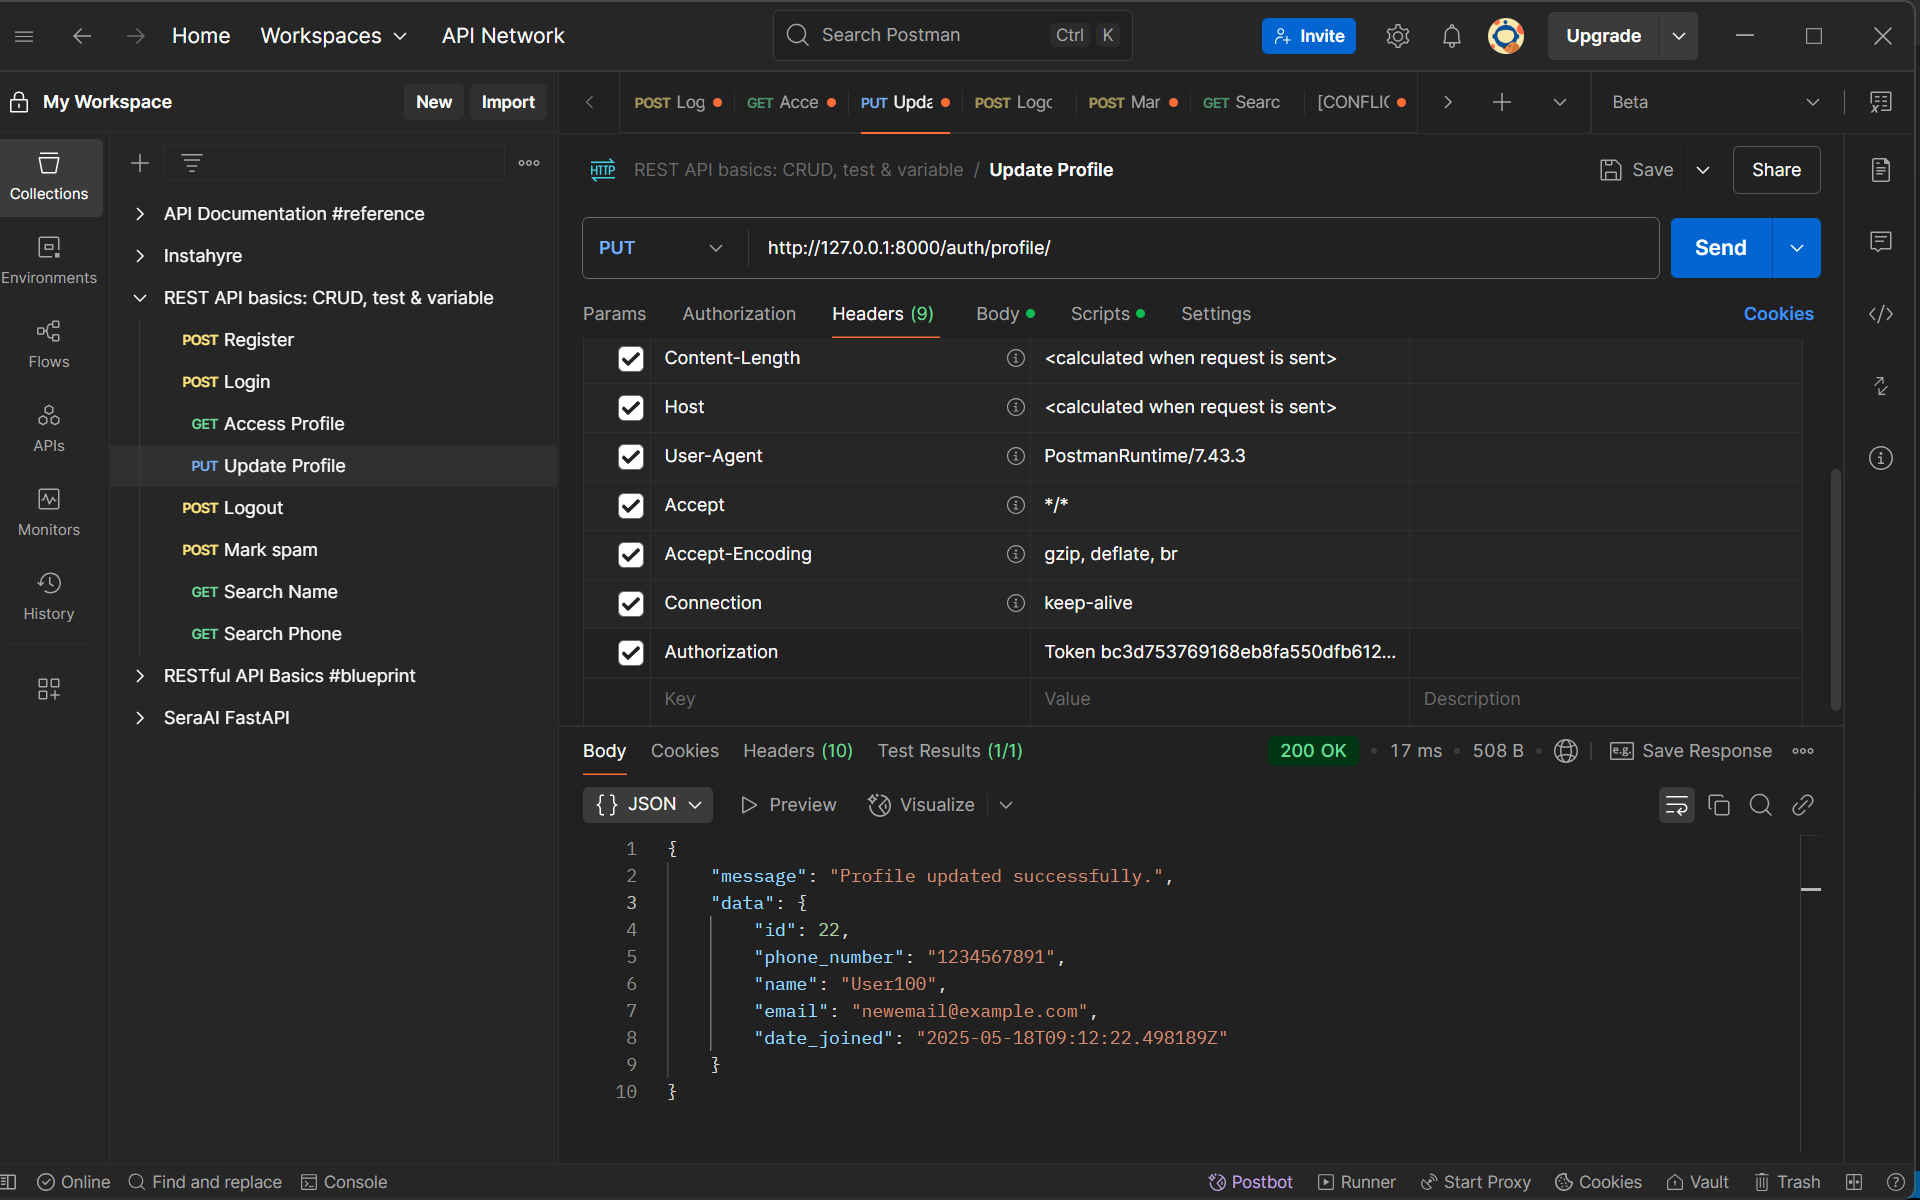 Home Workspaces API Network Search Postman Ctrl K Invite Upgrade
My Workspace New Import POST Log GET Acce PUT Upda POST Logo POST Mar GET Searc [CONFLIC Beta
Collections
Environments
Flows
APIs
Monitors
History
API Documentation #reference
Instahyre
REST API basics: CRUD, test & variable
POST Register
POST Login
GET Access Profile
PUT Update Profile
POST Logout
POST Mark spam
GET Search Name
GET Search Phone
RESTful API Basics #blueprint
SeraAI FastAPI
HTTP REST API basics: CRUD, test & variable / Update Profile Save Share
PUT http://127.0.0.1:8000/auth/profile/ Send
Params Authorization Headers (9) Body Scripts Settings Cookies
Content-Length <calculated when request is sent>
Host <calculated when request is sent>
User-Agent PostmanRuntime/7.43.3
Accept */*
Accept-Encoding gzip, deflate, br
Connection keep-alive
Authorization Token bc3d753769168eb8fa550dfb612...
Key Value Description
Body Cookies Headers (10) Test Results (1/1) 200 OK • 17 ms • 508 B • e.g. Save Response
{} JSON Preview Visualize
1 {
2 "message": "Profile updated successfully.",
3 "data": {
4 "id": 22,
5 "phone_number": "1234567891",
6 "name": "User100",
7 "email": "newemail@example.com",
8 "date_joined": "2025-05-18T09:12:22.498189Z"
9 }
10 }
Online Find and replace Console Postbot Runner Start Proxy Cookies Vault Trash